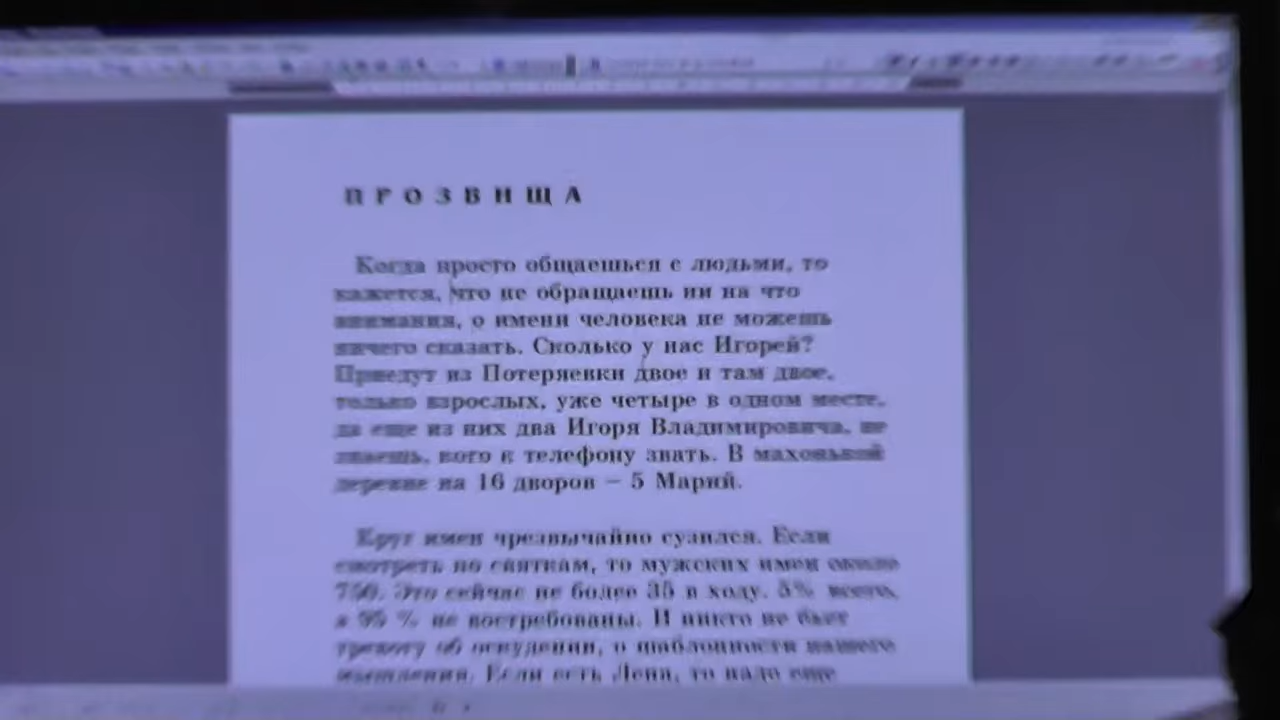 ПРОЗВИЩА
Когда просто общаешься с людьми, то
кажется, что не обращаешь ни на что
внимания, о имени человека не можешь
ничего сказать. Сколько у нас Игорей?
Приедут из Потеряевки двое и там двое,
только взрослых, уже четыре в одном месте,
да еще из них два Игоря Владимировича, не
знаешь, кого к телефону звать. В махонькой
деревне на 16 дворов – 5 Марий.
Круг имен чрезвычайно сузился. Если
смотреть по святкам, то мужских имен около
750. Это сейчас не более 35 в ходу. 5% всего,
а 95 % не востребованы. И никто не бьет
тревогу об оскудении, о шаблонности нашего
мышления. Если есть Лена, то надо еще